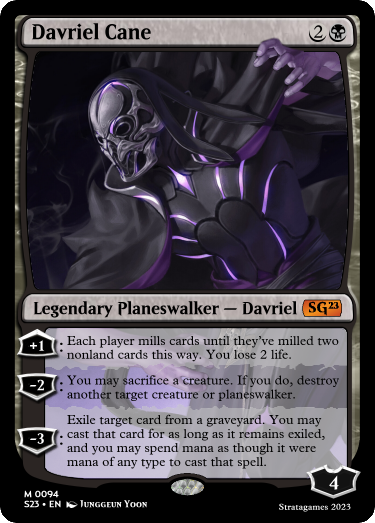 Davriel Cane 2
Legendary Planeswalker — Davriel SG23
+1: Each player mills cards until they've milled two
nonland cards this way. You lose 2 life.
−2: You may sacrifice a creature. If you do, destroy
another target creature or planeswalker.
−3: Exile target card from a graveyard. You may
cast that card for as long as it remains exiled,
and you may spend mana as though it were
mana of any type to cast that spell.
4
M 0094
S23 • EN Junggeun Yoon
Stratagames 2023